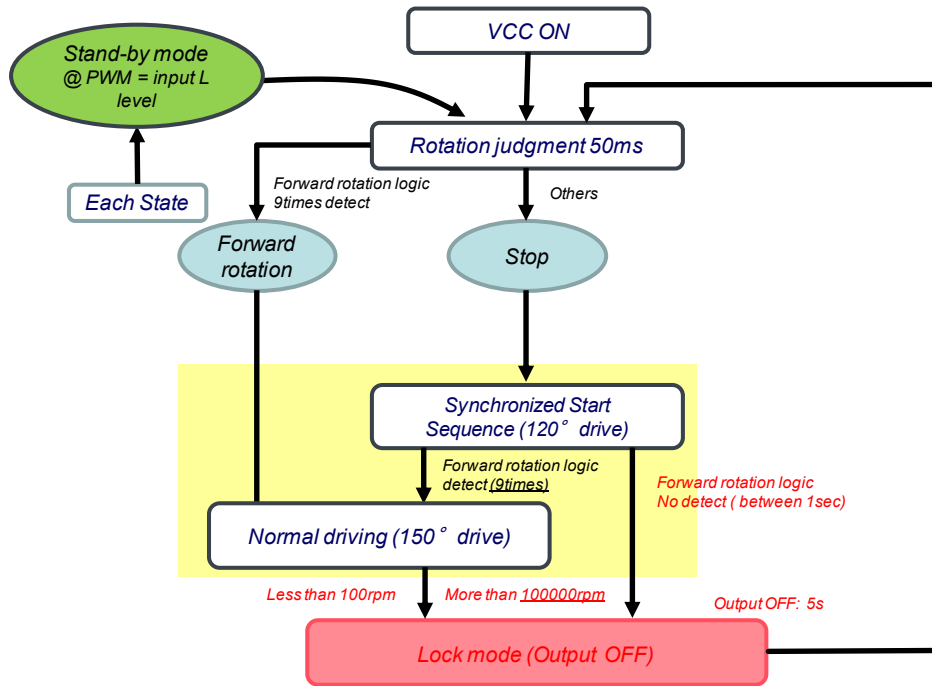 VCC ON
Stand-by mode
@ PWM = input L
level
Rotation judgment 50ms
Each State
Forward rotation logic
9times detect
Others
Forward
rotation
Stop
Synchronized Start
Sequence (120° drive)
Forward rotation logic
detect (9times)
Forward rotation logic
No detect ( between 1sec)
Normal driving (150° drive)
Less than 100rpm
More than 100000rpm
Output OFF: 5s
Lock mode (Output OFF)